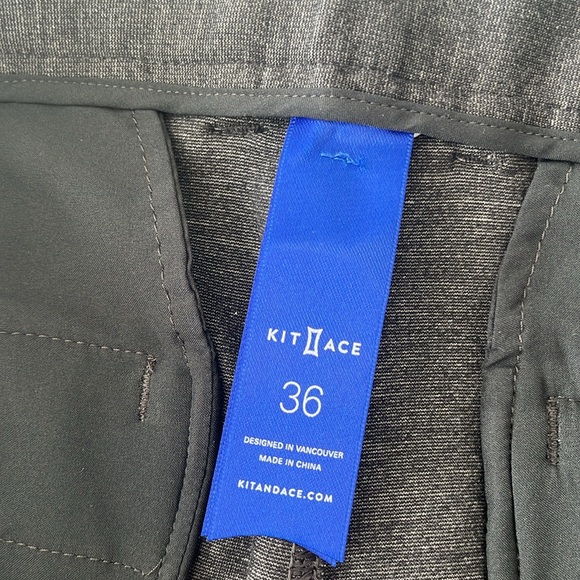 KIT ACE
36
DESIGNED IN VANCOUVER
MADE IN CHINA
KITANDACE.COM